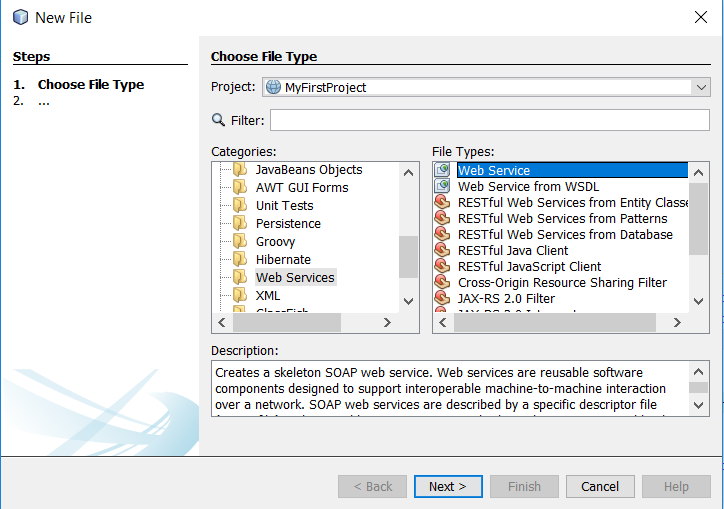 New File
Steps
1. Choose File Type
2. ...
Choose File Type
Project: MyFirstProject
Filter:
Categories:
JavaBeans Objects
AWT GUI Forms
Unit Tests
Persistence
Groovy
Hibernate
Web Services
XML
GlassFish
File Types:
Web Service
Web Service from WSDL
RESTful Web Services from Entity Classe
RESTful Web Services from Patterns
RESTful Web Services from Database
RESTful Java Client
RESTful JavaScript Client
Cross-Origin Resource Sharing Filter
JAX-RS 2.0 Filter
JAX-RS 2.0
Description:
Creates a skeleton SOAP web service. Web services are reusable software
components designed to support interoperable machine-to-machine interaction
over a network. SOAP web services are described by a specific descriptor file
< Back
Next >
Finish
Cancel
Help